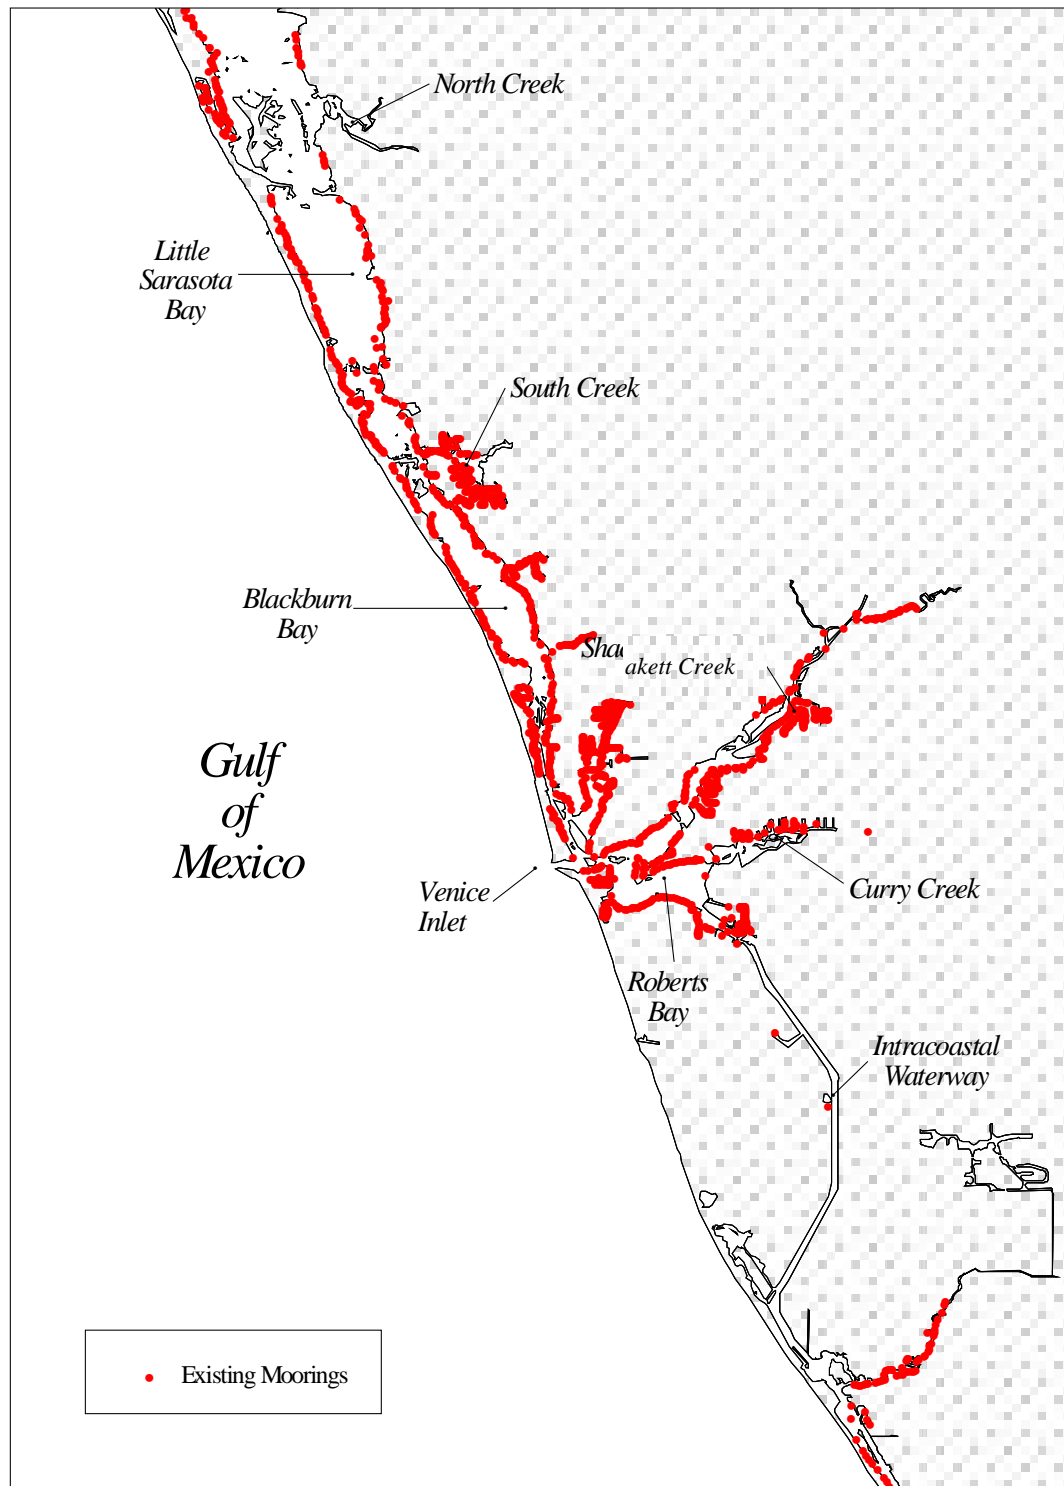 North Creek
Little
Sarasota
Bay
South Creek
Blackburn
Bay
akett Creek
Gulf
of
Mexico
Venice
Inlet
Curry Creek
Roberts
Bay
Intracoastal
Waterway
Existing Moorings